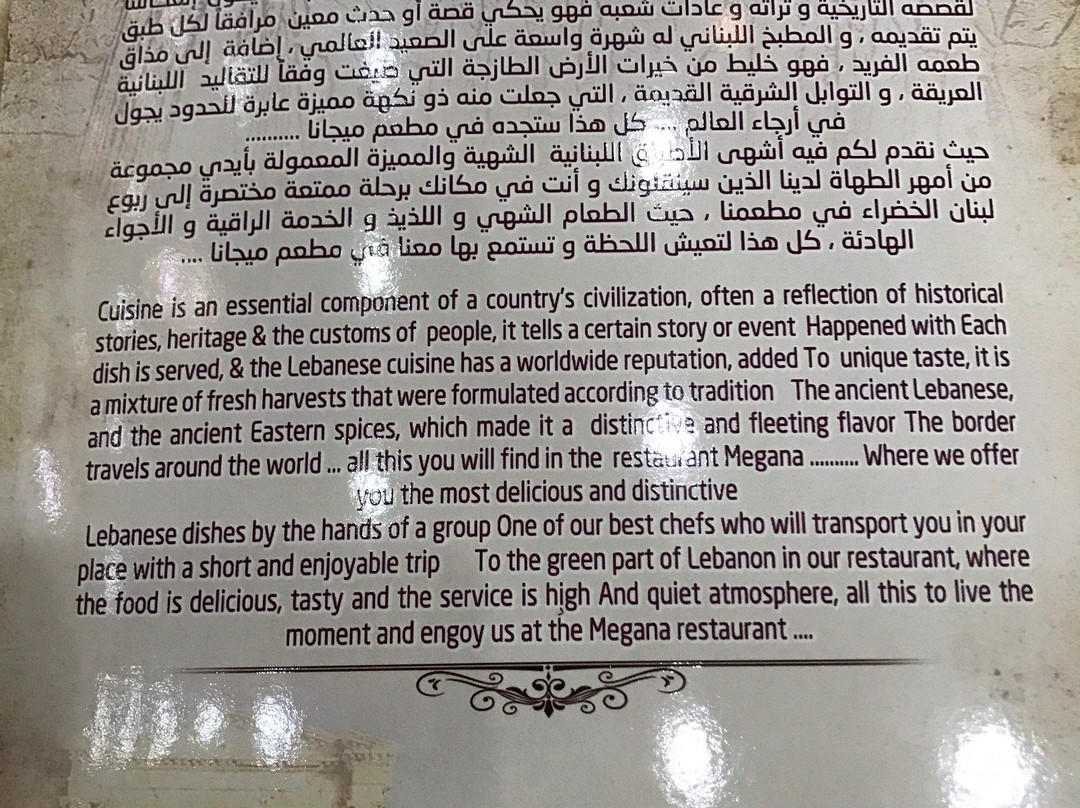 لقصصه التاريخية و تراثه و عادات شعبه فهو يحكي قصة أو حدث معين مرافقاً لكل طبق
يتم تقديمه ، و المطبخ اللبناني له شهرة واسعة على الصعيد العالمي ، إضافة إلى مذاق
طعمه الفريد ، فهو خليط من خيرات الأرض الطازجة التي صيغت وفقاً للتقاليد اللبنانية
العريقة ، و التوابل الشرقية القديمة ، التي جعلت منه ذو نكهة مميزة عابرة للحدود يجول
في أرجاء العالم .... كل هذا ستجده في مطعم ميجانا ..........
حيث نقدم لكم فيه أشهى الأطباق اللبنانية الشهية والمميزة المعمولة بأيدي مجموعة
من أمهر الطهاة لدينا الذين سينقلونك و أنت في مكانك برحلة ممتعة مختصرة إلى ربوع
لبنان الخضراء في مطعمنا ، حيث الطعام الشهي و اللذيذ و الخدمة الراقية و الأجواء
الهادئة ، كل هذا لتعيش اللحظة و تستمع بها معنا في مطعم ميجانا ....
Cuisine is an essential component of a country's civilization, often a reflection of historical
stories, heritage & the customs of people, it tells a certain story or event Happened with Each
dish is served, & the Lebanese cuisine has a worldwide reputation, added To unique taste, it is
a mixture of fresh harvests that were formulated according to tradition The ancient Lebanese,
and the ancient Eastern spices, which made it a distinctive and fleeting flavor The border
travels around the world ... all this you will find in the restaurant Megana .......... Where we offer
you the most delicious and distinctive
Lebanese dishes by the hands of a group One of our best chefs who will transport you in your
place with a short and enjoyable trip To the green part of Lebanon in our restaurant, where
the food is delicious, tasty and the service is high And quiet atmosphere, all this to live the
moment and engoy us at the Megana restaurant ....